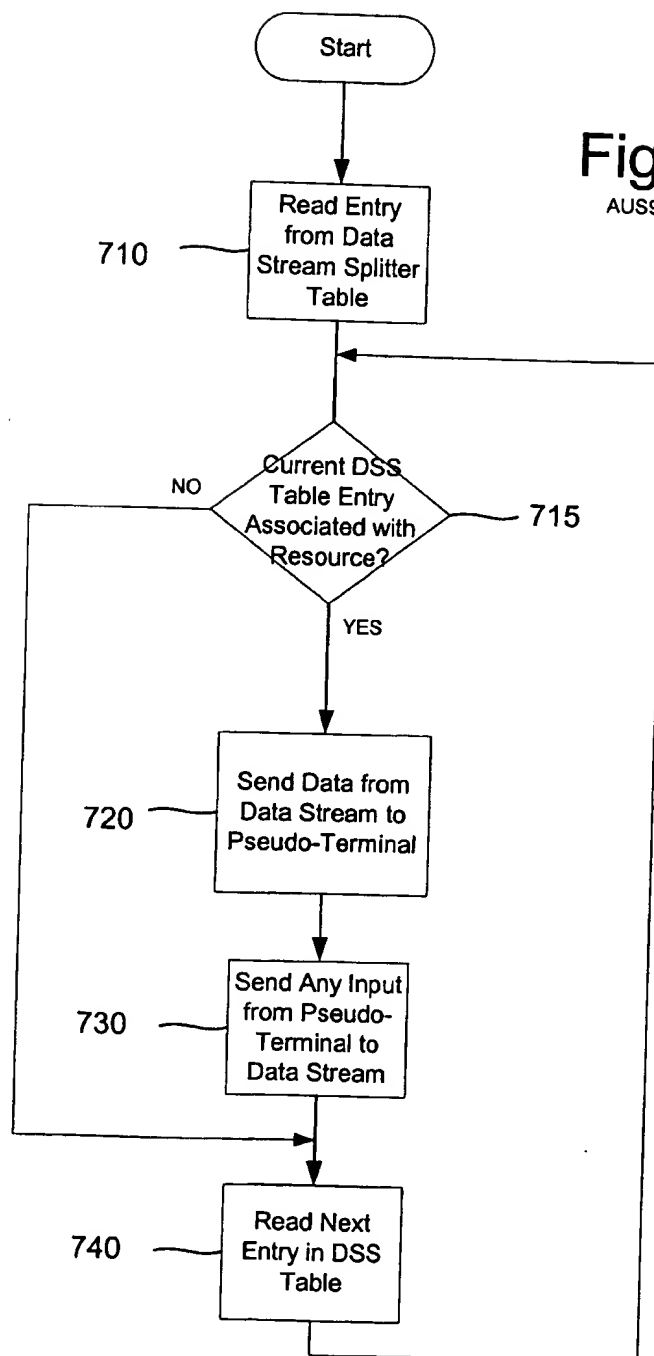 Start
Fig
AUS9
Read Entry
from Data
Stream Splitter
Table
710
Current DSS
Table Entry
Associated with
Resource?
NO
715
YES
Send Data from
Data Stream to
Pseudo-Terminal
720
Send Any Input
from Pseudo-
Terminal to
Data Stream
730
Read Next
Entry in DSS
Table
740